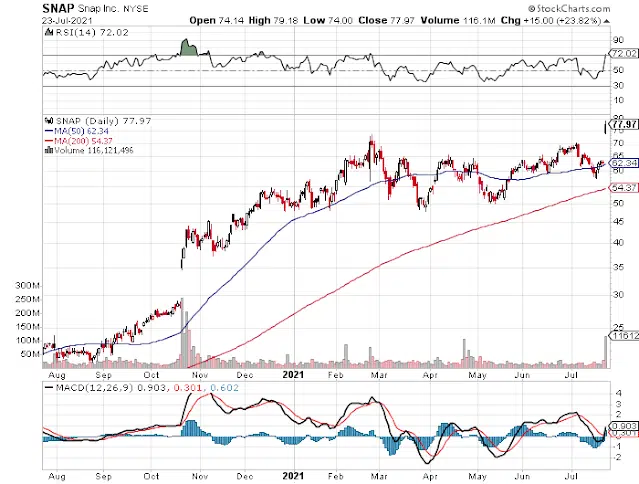 SNAP Snap Inc. NYSE
© StockCharts.com
23-Jul-2021
Open 74.14 High 79.18 Low 74.00 Close 77.97 Volume 116.1M Chg +15.00 (+23.82%) ▲
RSI(14) 72.02
90
72.02
50
30
10
SNAP (Daily) 77.97
MA(50) 62.34
MA(200) 54.37
Volume 116,121,496
77.97
75
70
65
62.34
60
54.37
50
45
40
35
30
25
11612
300M
250M
200M
150M
100M
50M
Aug Sep Oct Nov Dec 2021 Feb Mar Apr May Jun Jul
MACD(12,26,9) 0.903, 0.301, 0.602
4
3
2
0.903
0.301
-1
-2
Aug Sep Oct Nov Dec 2021 Feb Mar Apr May Jun Jul